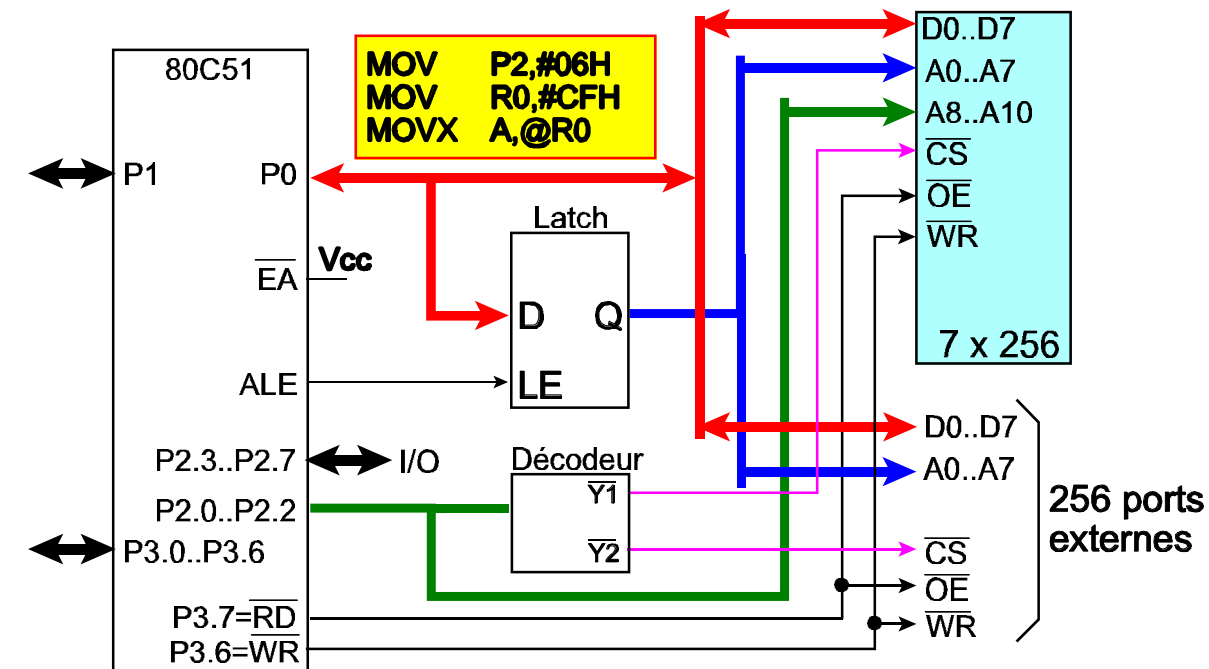 80C51
P1
P0
EA
Vcc
ALE
P2.3..P2.7
I/O
P2.0..P2.2
P3.0..P3.6
P3.7=RD
P3.6=WR
MOV P2,#06H
MOV R0,#CFH
MOVX A,@R0
Latch
D Q
LE
Décodeur
Y1
Y2
D0..D7
A0..A7
A8..A10
CS
OE
WR
7 x 256
D0..D7
A0..A7
CS
OE
WR
256 ports
externes